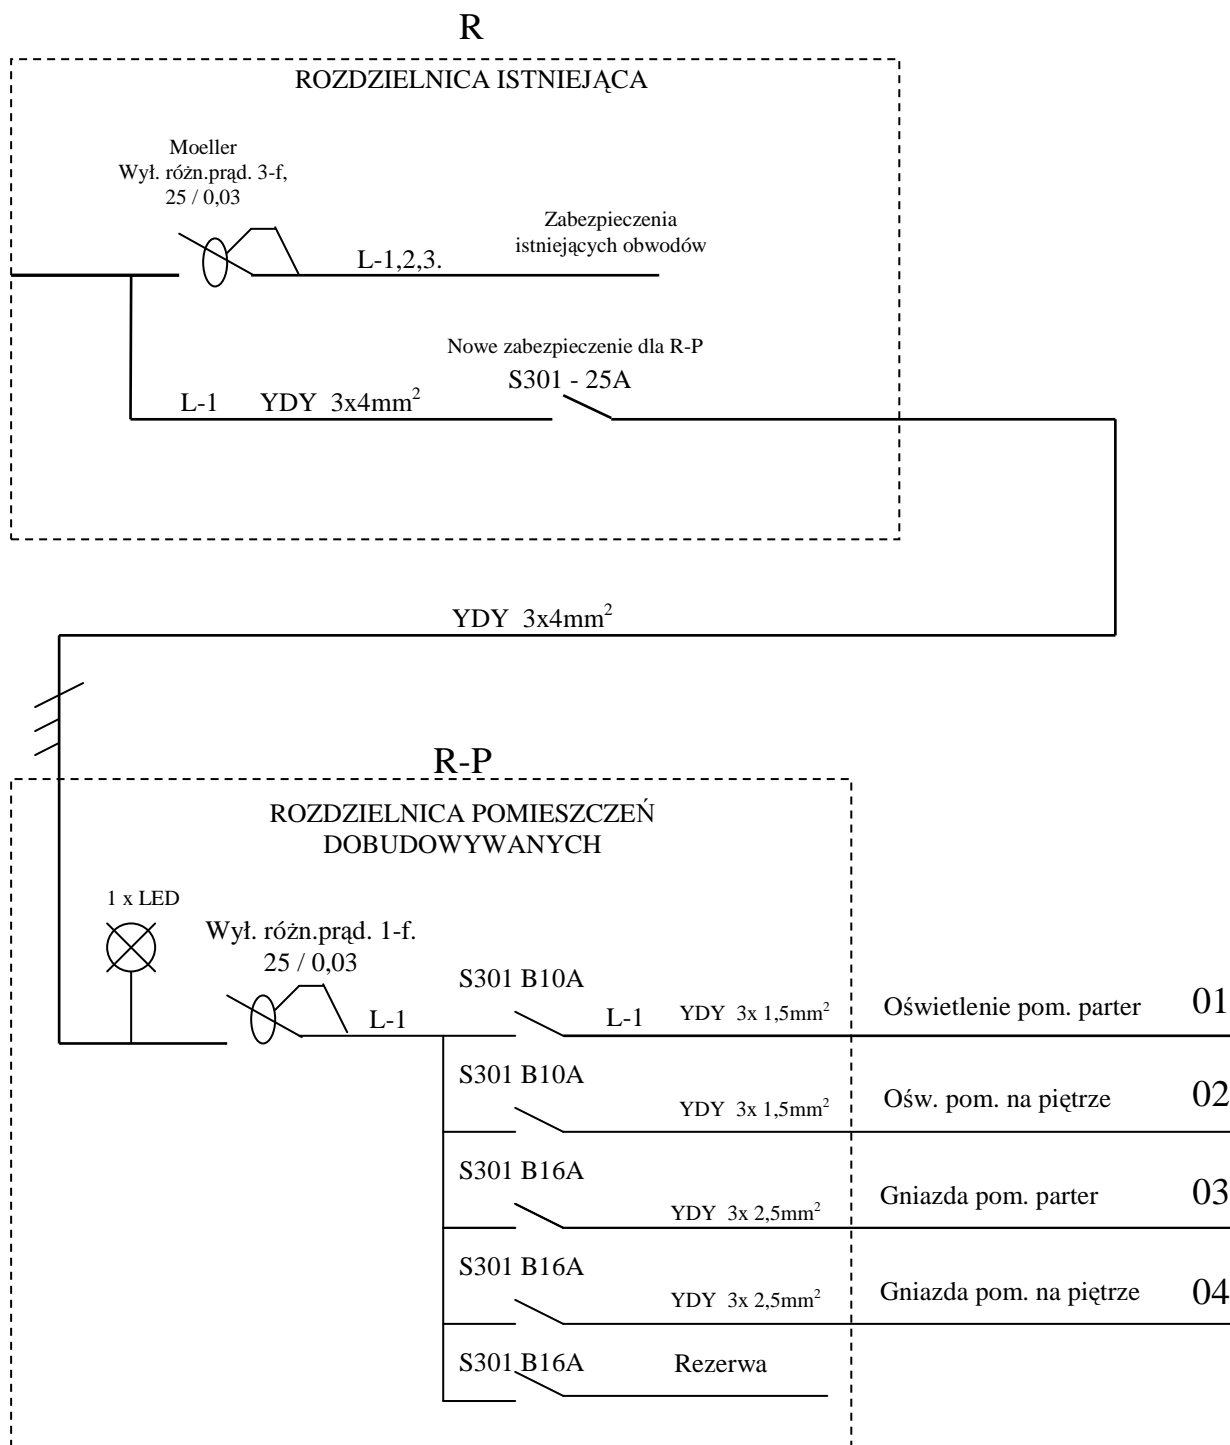 R
ROZDZIELNICA ISTNIEJĄCA
Moeller
Wył. różn.prąd. 3-f,
25 / 0,03
Zabezpieczenia
istniejących obwodów
L-1,2,3.
Nowe zabezpieczenie dla R-P
S301 - 25A
L-1 YDY 3x4mm²
YDY 3x4mm²
R-P
ROZDZIELNICA POMIESZCZEŃ
DOBUDOWYWANYCH
1 x LED
Wył. różn.prąd. 1-f.
25 / 0,03
L-1
S301 B10A
L-1 YDY 3x 1,5mm² Oświetlenie pom. parter 01
S301 B10A
YDY 3x 1,5mm² Ośw. pom. na piętrze 02
S301 B16A
YDY 3x 2,5mm² Gniazda pom. parter 03
S301 B16A
YDY 3x 2,5mm² Gniazda pom. na piętrze 04
S301 B16A Rezerwa